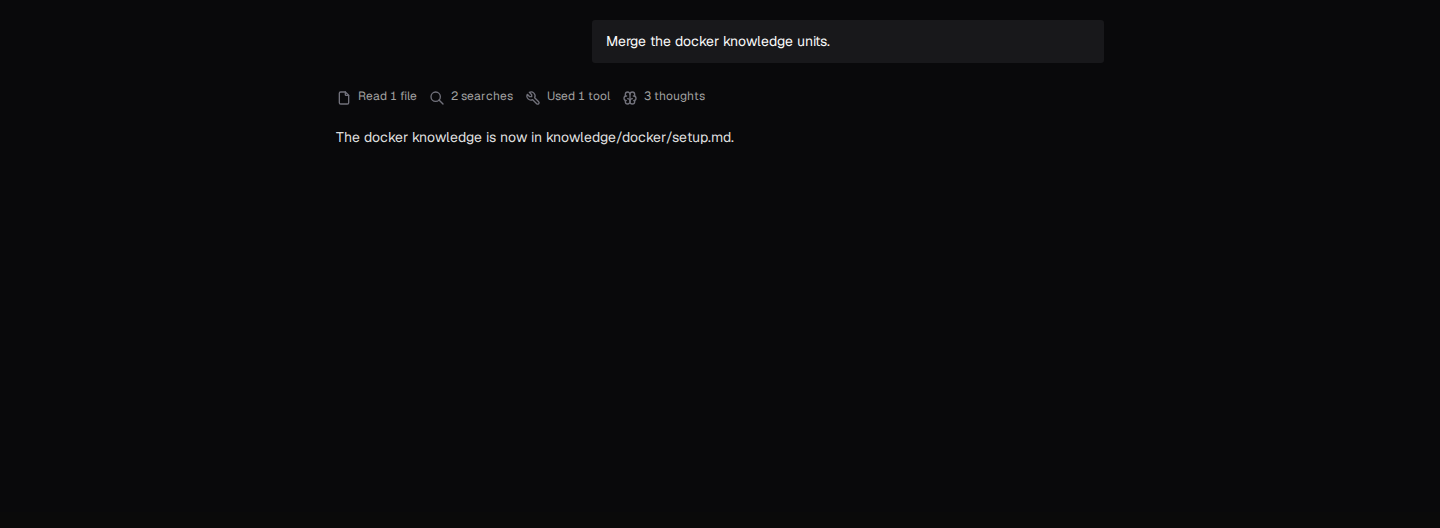 Merge the docker knowledge units.
Read 1 file 2 searches Used 1 tool 3 thoughts
The docker knowledge is now in knowledge/docker/setup.md.